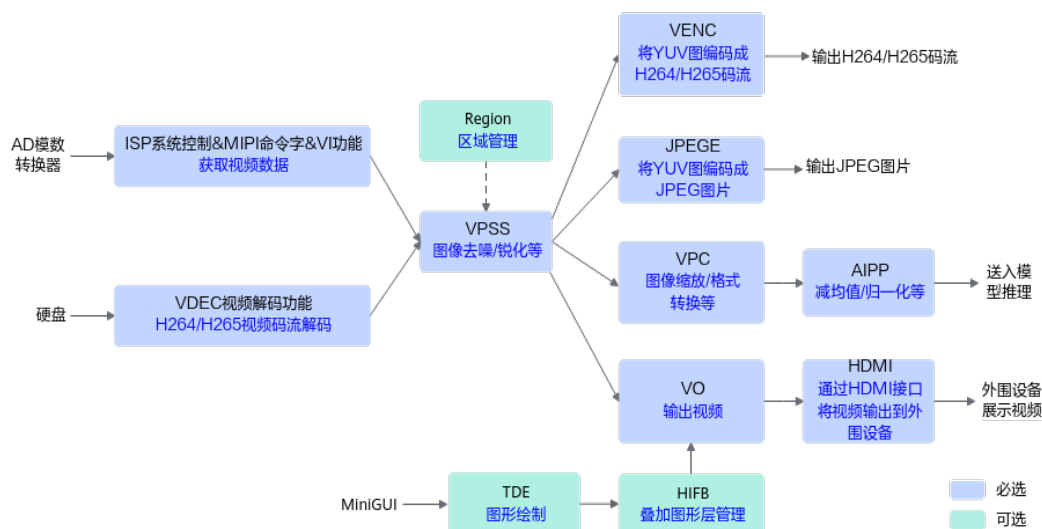 AD模数
转换器
ISP系统控制&MIPI命令字&VI功能
获取视频数据
硬盘
VDEC视频解码功能
H264/H265视频码流解码
Region
区域管理
VPSS
图像去噪/锐化等
VENC
将YUV图编码成
H264/H265码流
输出H264/H265码流
JPEGE
将YUV图编码成
JPEG图片
输出JPEG图片
VPC
图像缩放/格式
转换等
AIPP
减均值/归一化等
送入模
型推理
VO
输出视频
HDMI
通过HDMI接口
将视频输出到外
围设备
外围设备
展示视频
MiniGUI
TDE
图形绘制
HIFB
叠加图形层管理
必选
可选